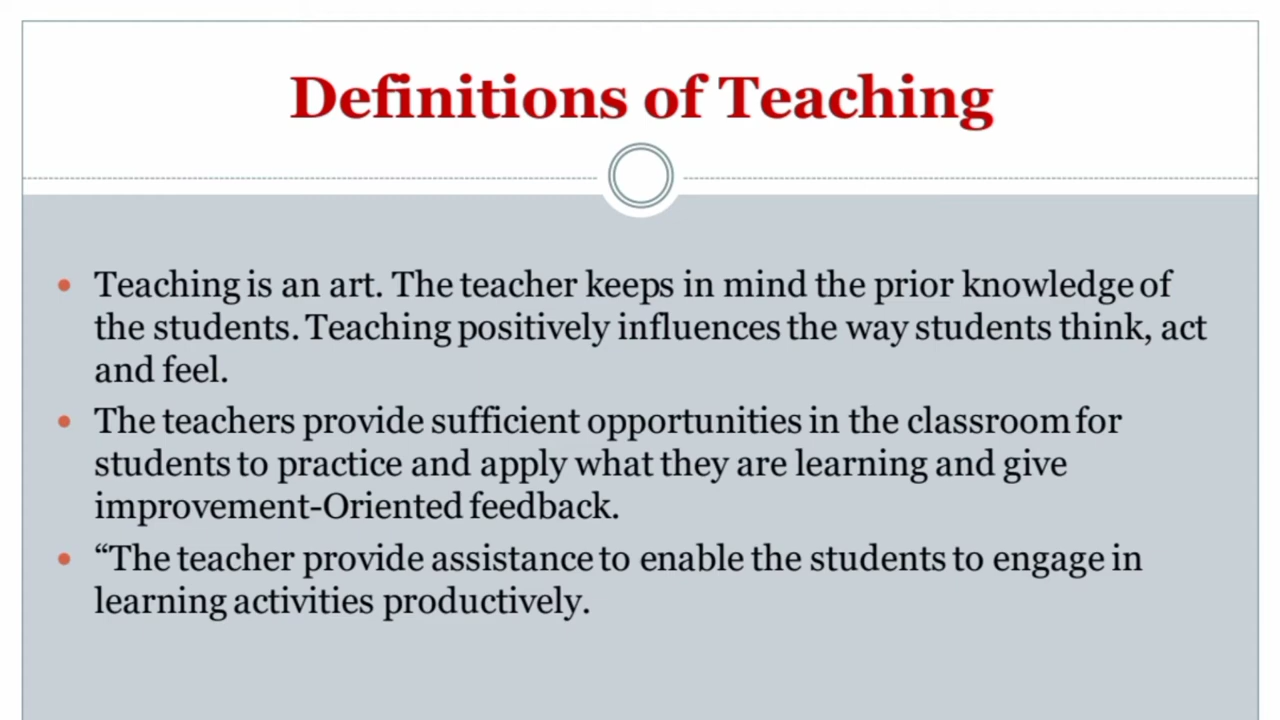 Definitions of Teaching
• Teaching is an art. The teacher keeps in mind the prior knowledge of
the students. Teaching positively influences the way students think, act
and feel.
• The teachers provide sufficient opportunities in the classroom for
students to practice and apply what they are learning and give
improvement-Oriented feedback.
• “The teacher provide assistance to enable the students to engage in
learning activities productively.